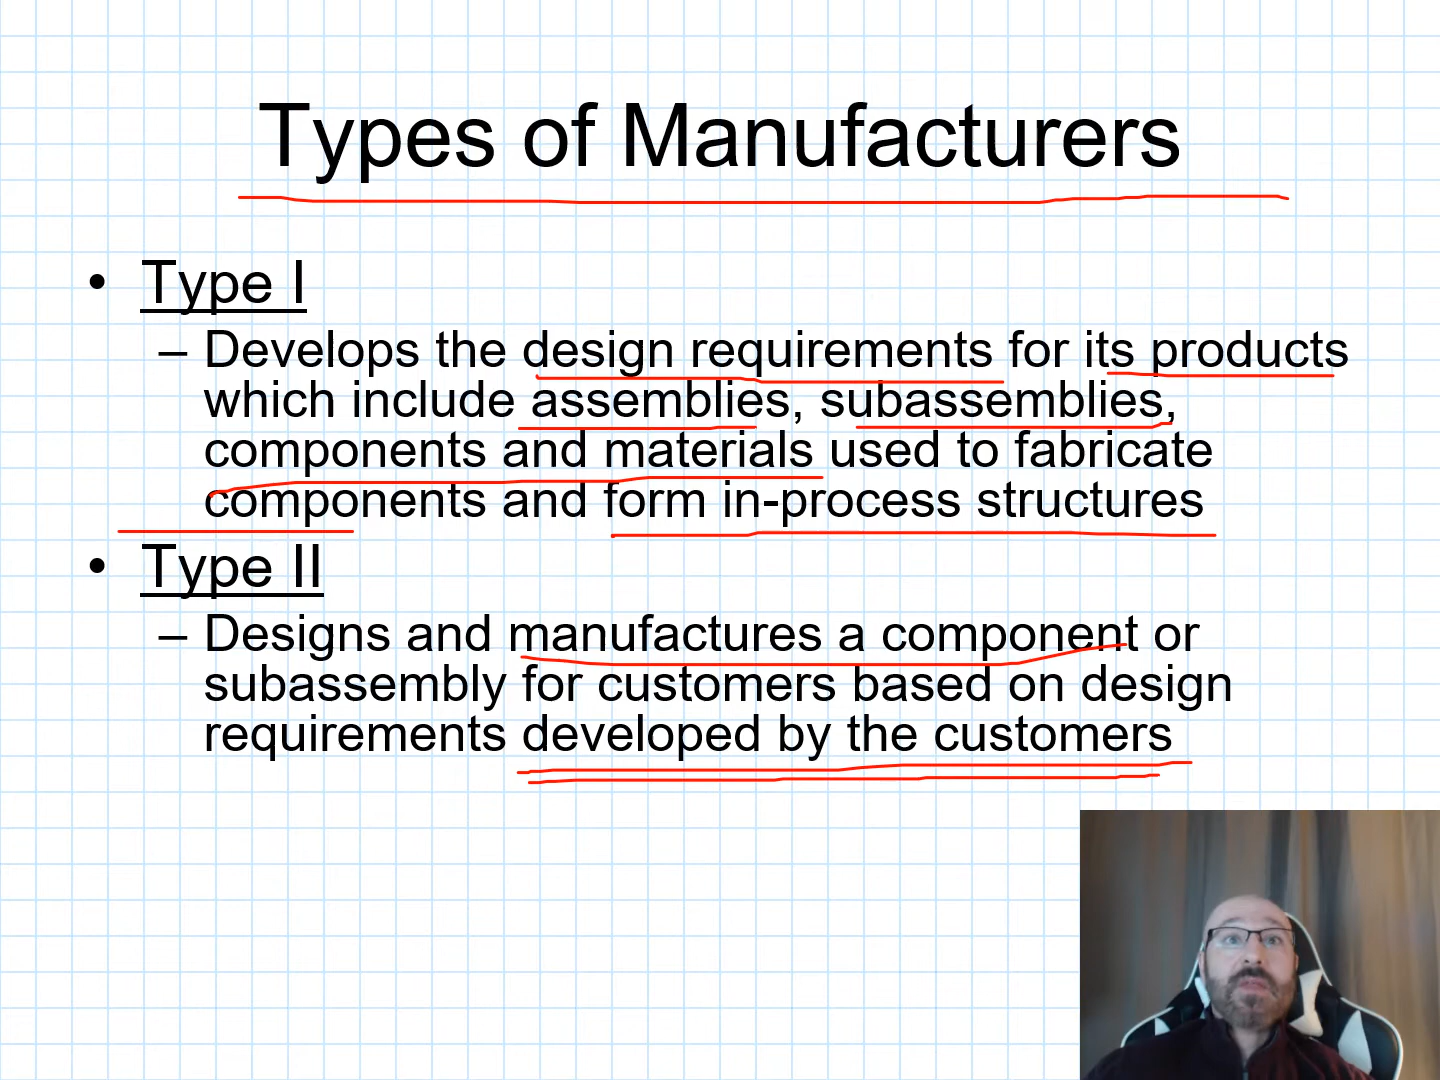 Types of Manufacturers
• Type I
– Develops the design requirements for its products
which include assemblies, subassemblies,
components and materials used to fabricate
components and form in-process structures
• Type II
– Designs and manufactures a component or
subassembly for customers based on design
requirements developed by the customers